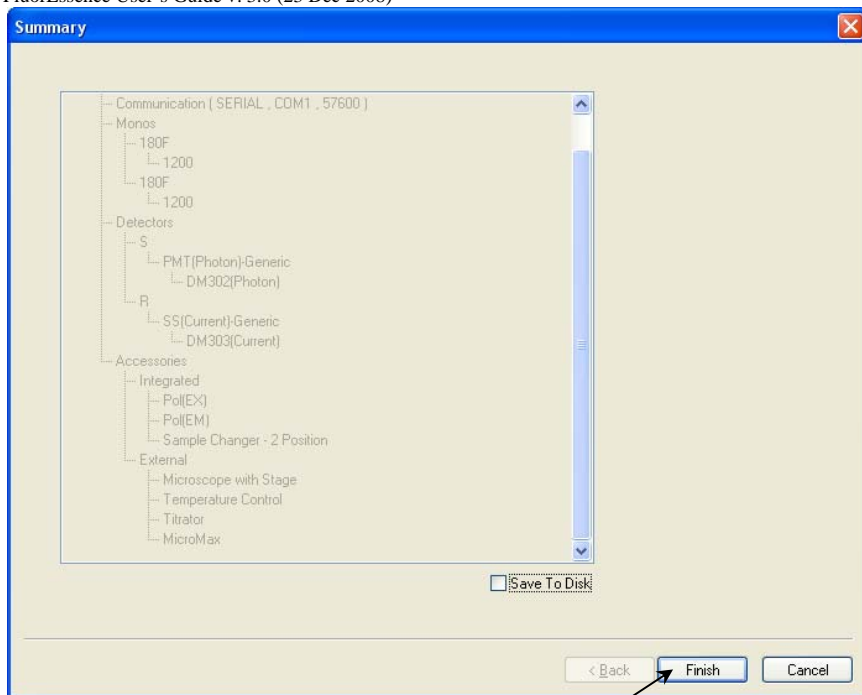 FluorEssence User's Guide v. 3.0 (23 Dec 2008)
Summary
Communication ( SERIAL , COM1 , 57600 )
Monos
180F
1200
180F
1200
Detectors
S
PMT(Photon)-Generic
DM302(Photon)
R
SS(Current)-Generic
DM303(Current)
Accessories
Integrated
Pol(EX)
Pol(EM)
Sample Changer - 2 Position
External
Microscope with Stage
Temperature Control
Titrator
MicroMax
Save To Disk
< Back Finish Cancel